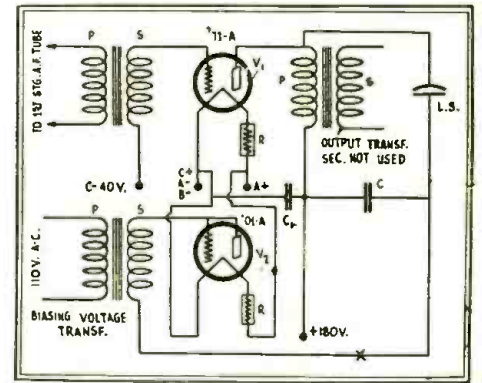 TO 1ST STG. A.F. TUBE
P
S
'71-A
V1
P
S
L.S.
R
OUTPUT TRANSF.
SEC. NOT USED
C-40V.
C+
A-
B-
A+
C1
C
'01-A
P
S
110V. A.C.
V2
R
BIASING VOLTAGE
TRANSF.
+180V.
X